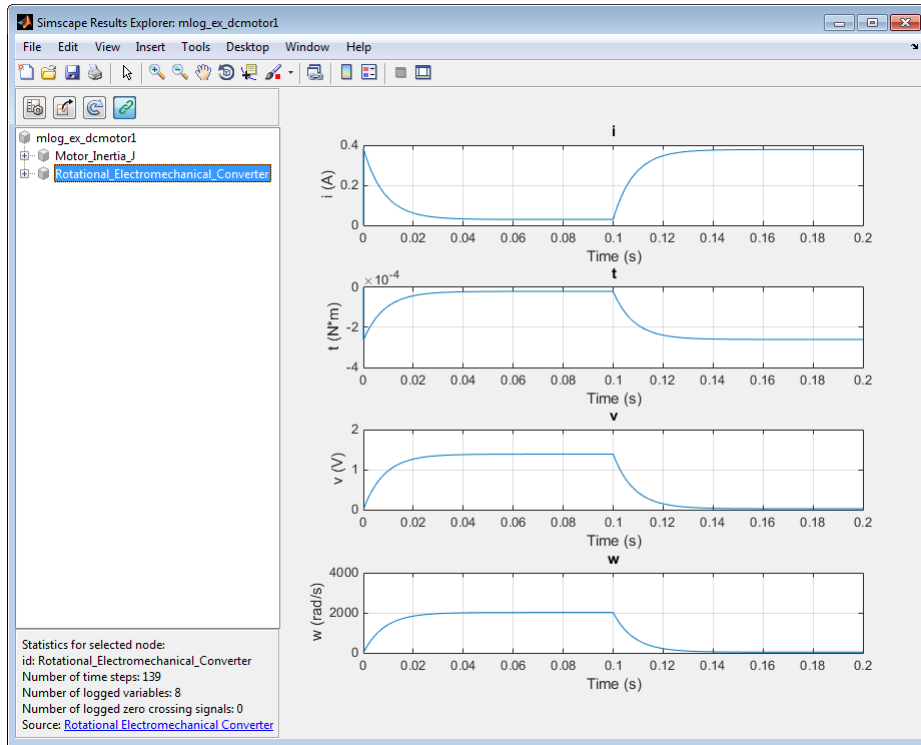 Simscape Results Explorer: mlog_ex_dcmotor1
File Edit View Insert Tools Desktop Window Help
mlog_ex_dcmotor1
Motor_Inertia_J
Rotational_Electromechanical_Converter
Statistics for selected node:
id: Rotational_Electromechanical_Converter
Number of time steps: 139
Number of logged variables: 8
Number of logged zero crossing signals: 0
Source: Rotational Electromechanical Converter
i
i (A)
0.4
0.2
0
0 0.02 0.04 0.06 0.08 0.1 0.12 0.14 0.16 0.18 0.2
Time (s)
t
×10⁻⁴
t (N*m)
0
-2
-4
0 0.02 0.04 0.06 0.08 0.1 0.12 0.14 0.16 0.18 0.2
Time (s)
v
v (V)
2
1
0
0 0.02 0.04 0.06 0.08 0.1 0.12 0.14 0.16 0.18 0.2
Time (s)
w
w (rad/s)
4000
2000
0
0 0.02 0.04 0.06 0.08 0.1 0.12 0.14 0.16 0.18 0.2
Time (s)